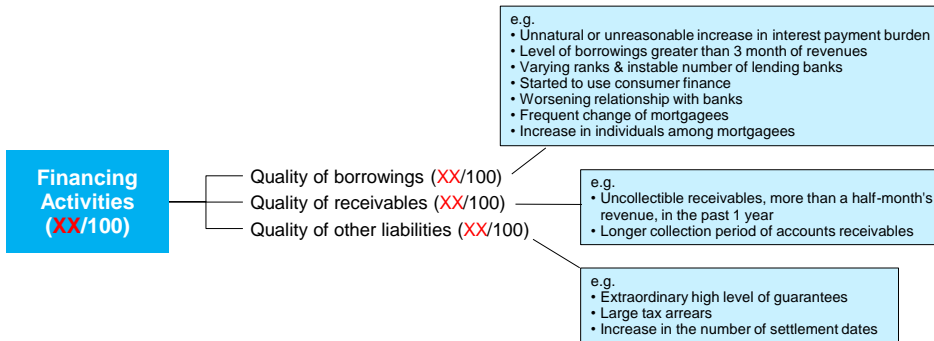 e.g.
• Unnatural or unreasonable increase in interest payment burden
• Level of borrowings greater than 3 month of revenues
• Varying ranks & instable number of lending banks
• Started to use consumer finance
• Worsening relationship with banks
• Frequent change of mortgagees
• Increase in individuals among mortgagees
Financing
Activities
(XX/100)
Quality of borrowings (XX/100)
Quality of receivables (XX/100)
Quality of other liabilities (XX/100)
e.g.
• Uncollectible receivables, more than a half-month's
revenue, in the past 1 year
• Longer collection period of accounts receivables
e.g.
• Extraordinary high level of guarantees
• Large tax arrears
• Increase in the number of settlement dates